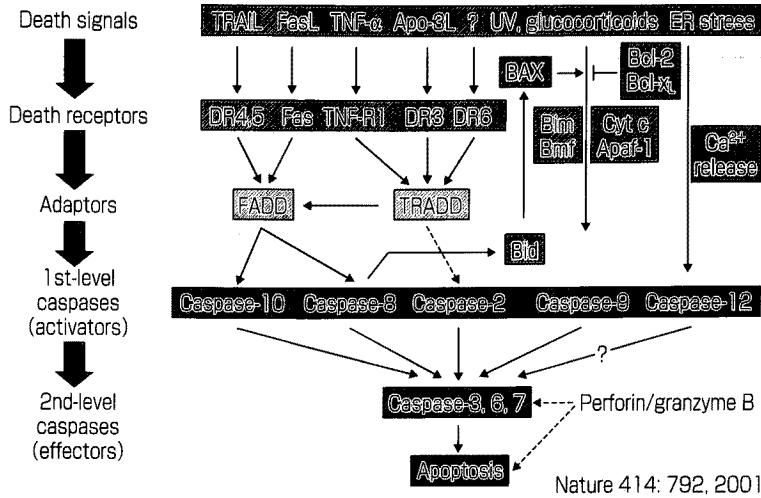 Death signals
TRAIL FasL TNF-α Apo-3L ? UV, glucocorticoids ER stress
BAX
Bcl-2
Bcl-xL
Death receptors
DR4,5 Fas TNF-R1 DR3 DR6
Bim
Bmf
Cyt c
Apaf-1
Ca2+
release
Adaptors
FADD
TRADD
Bid
1st-level
caspases
(activators)
Caspase-10 Caspase-8 Caspase-2 Caspase-9 Caspase-12
?
2nd-level
caspases
(effectors)
Caspase-3, 6, 7
Perforin/granzyme B
Apoptosis
Nature 414: 792, 2001